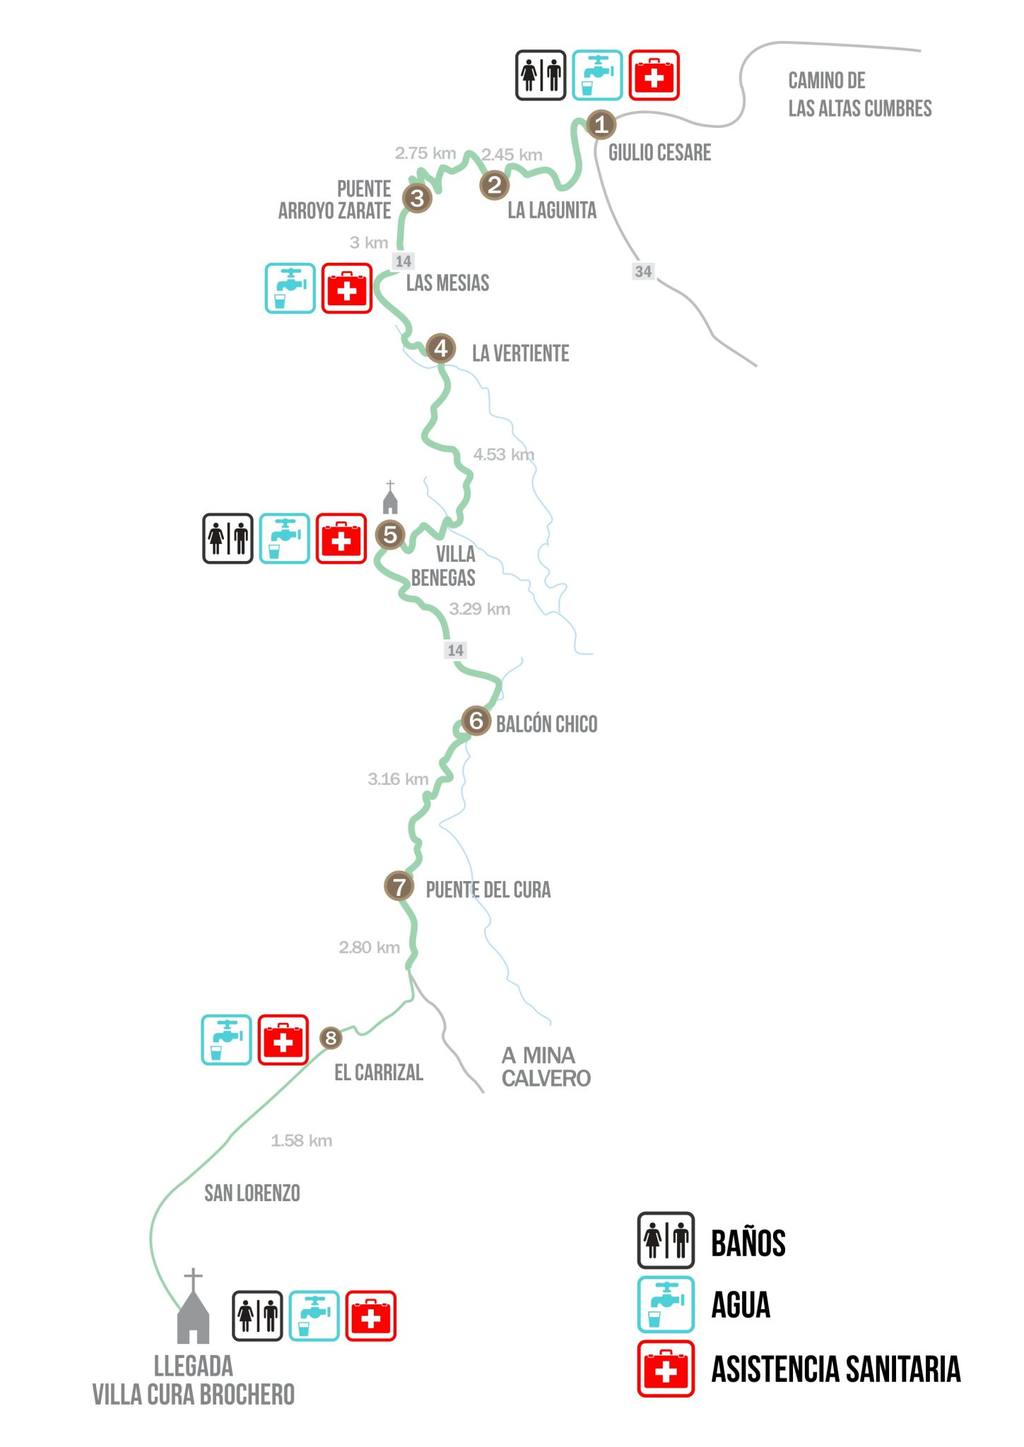 CAMINO DE
LAS ALTAS CUMBRES
1
GIULIO CESARE
2.75 km
2.45 km
2
LA LAGUNITA
PUENTE
ARROYO ZARATE
3
3 km
14
34
LAS MESIAS
4
LA VERTIENTE
4.53 km
5
VILLA
BENEGAS
3.29 km
14
6
BALCÓN CHICO
3.16 km
7
PUENTE DEL CURA
2.80 km
8
EL CARRIZAL
A MINA
CALVERO
1.58 km
SAN LORENZO
LLEGADA
VILLA CURA BROCHERO
BAÑOS
AGUA
ASISTENCIA SANITARIA